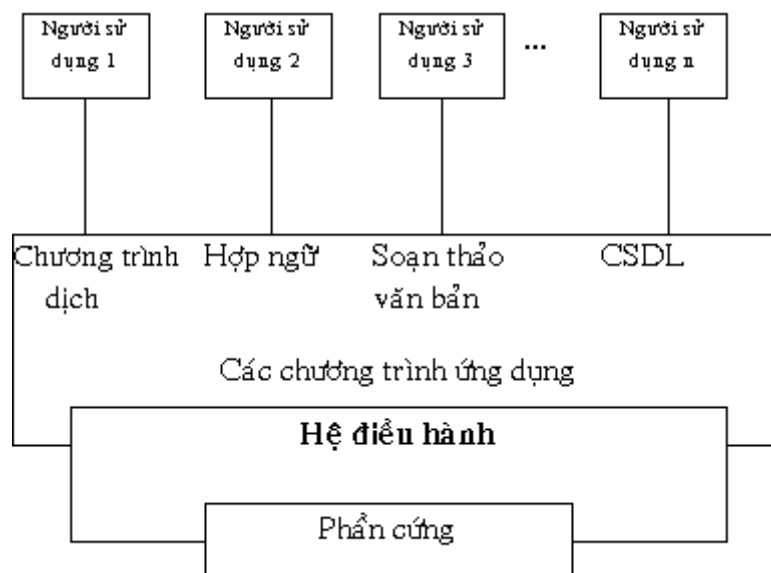 Người sử
dụng 1
Người sử
dụng 2
Người sử
dụng 3
...
Người sử
dụng n
Chương trình
dịch
Hợp ngữ
Soạn thảo
văn bản
CSDL
Các chương trình ứng dụng
Hệ điều hành
Phần cứng